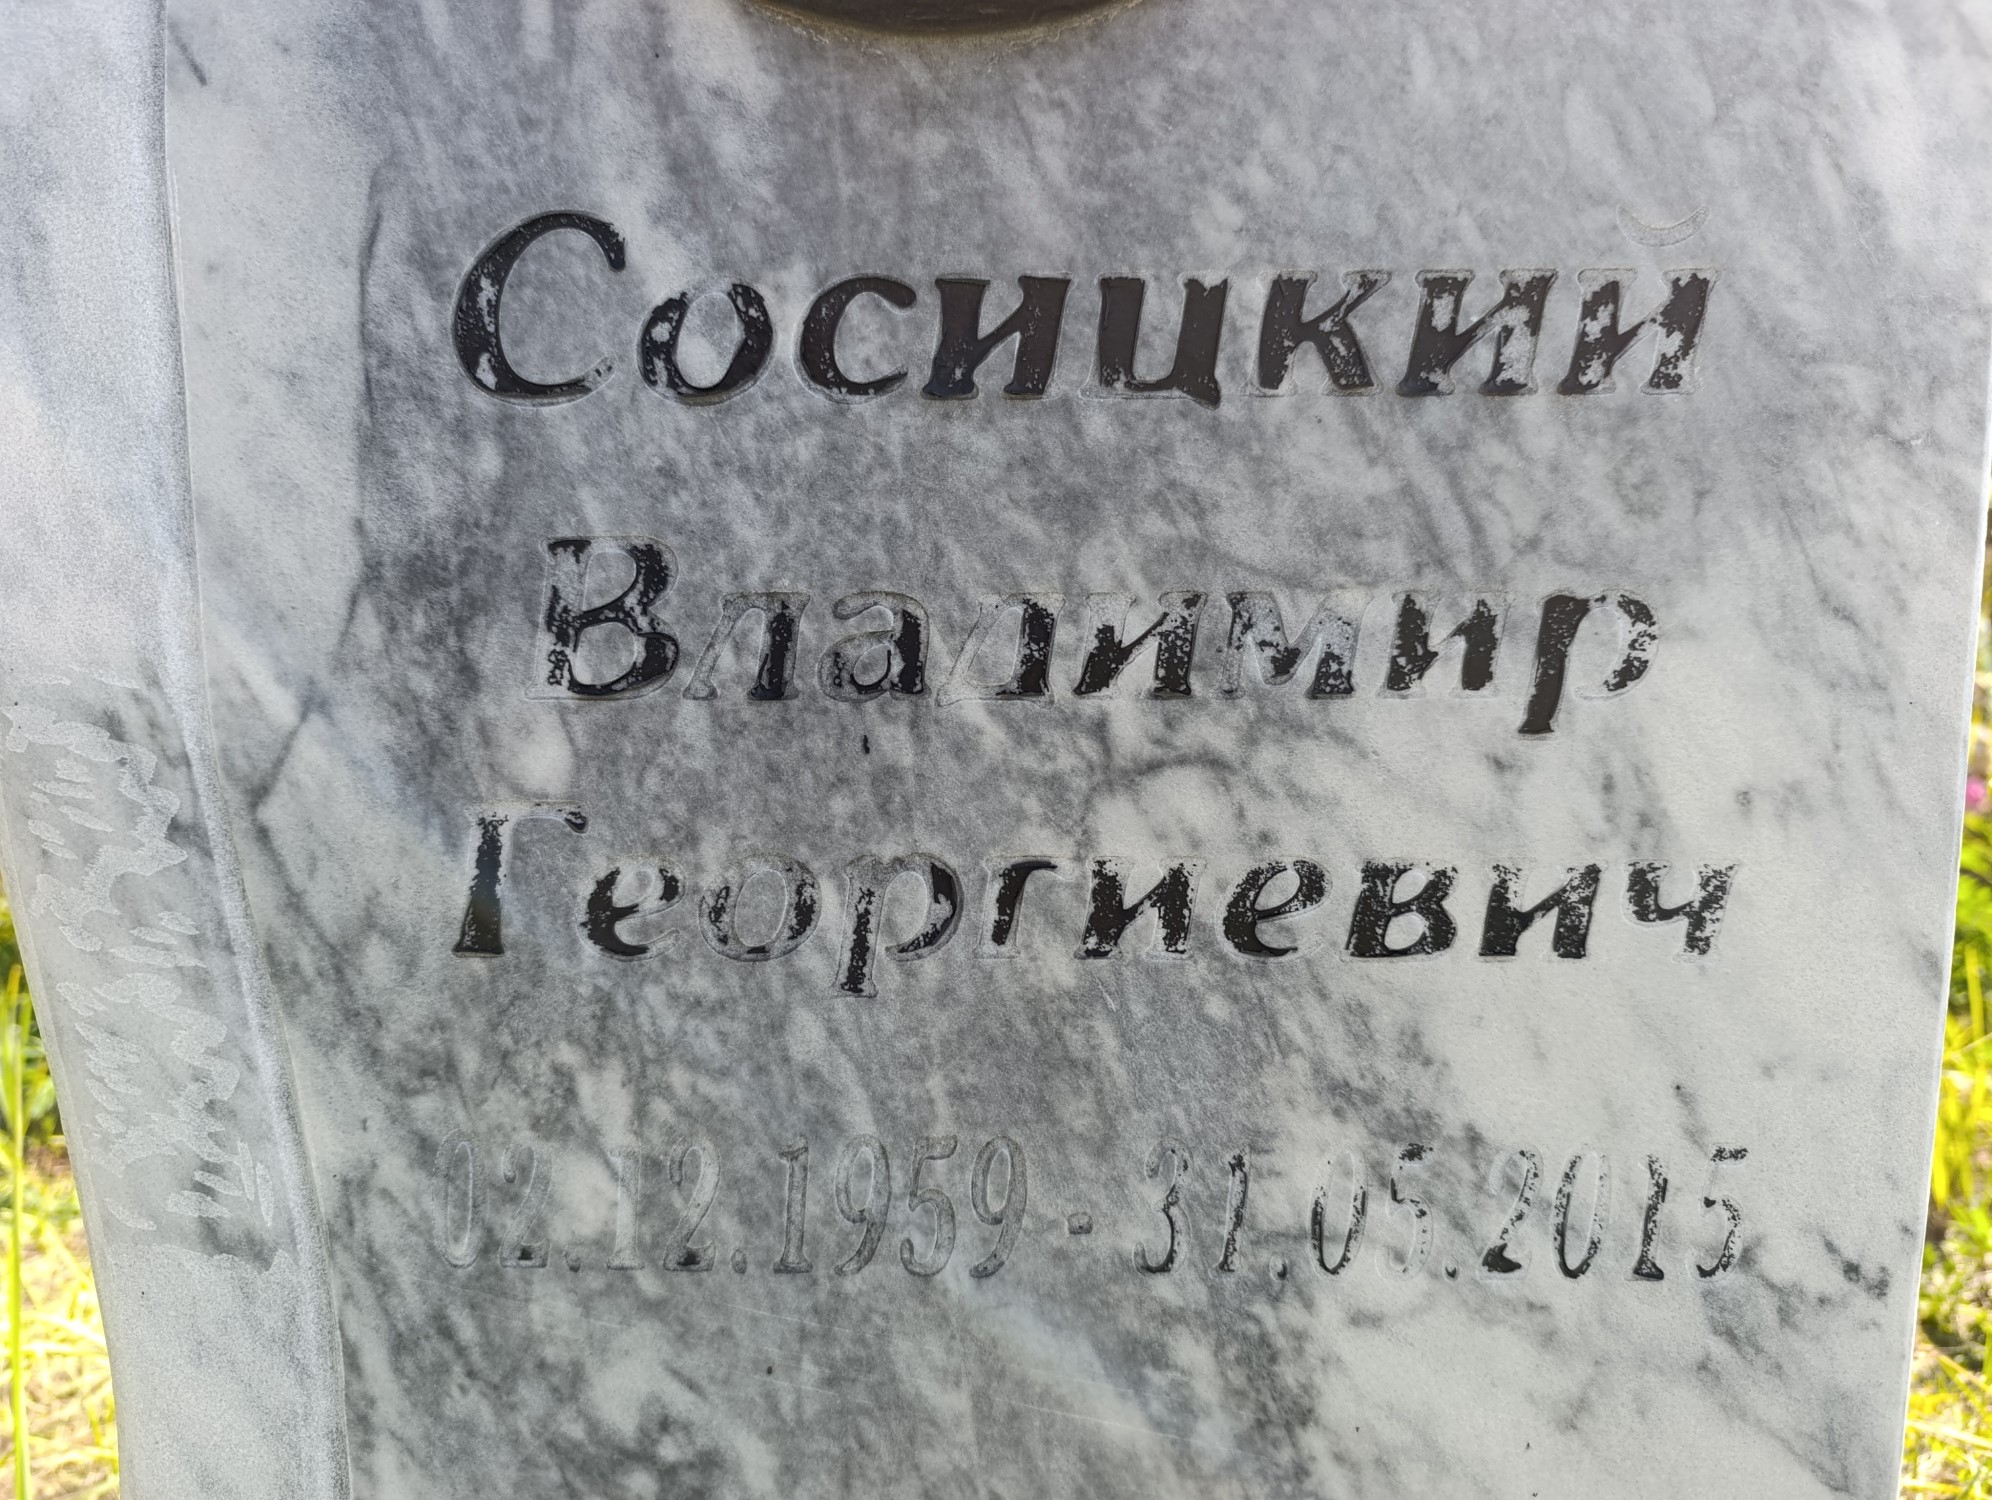 Сосицкий
Владимир
Георгиевич
02.12.1959 - 31.05.2015